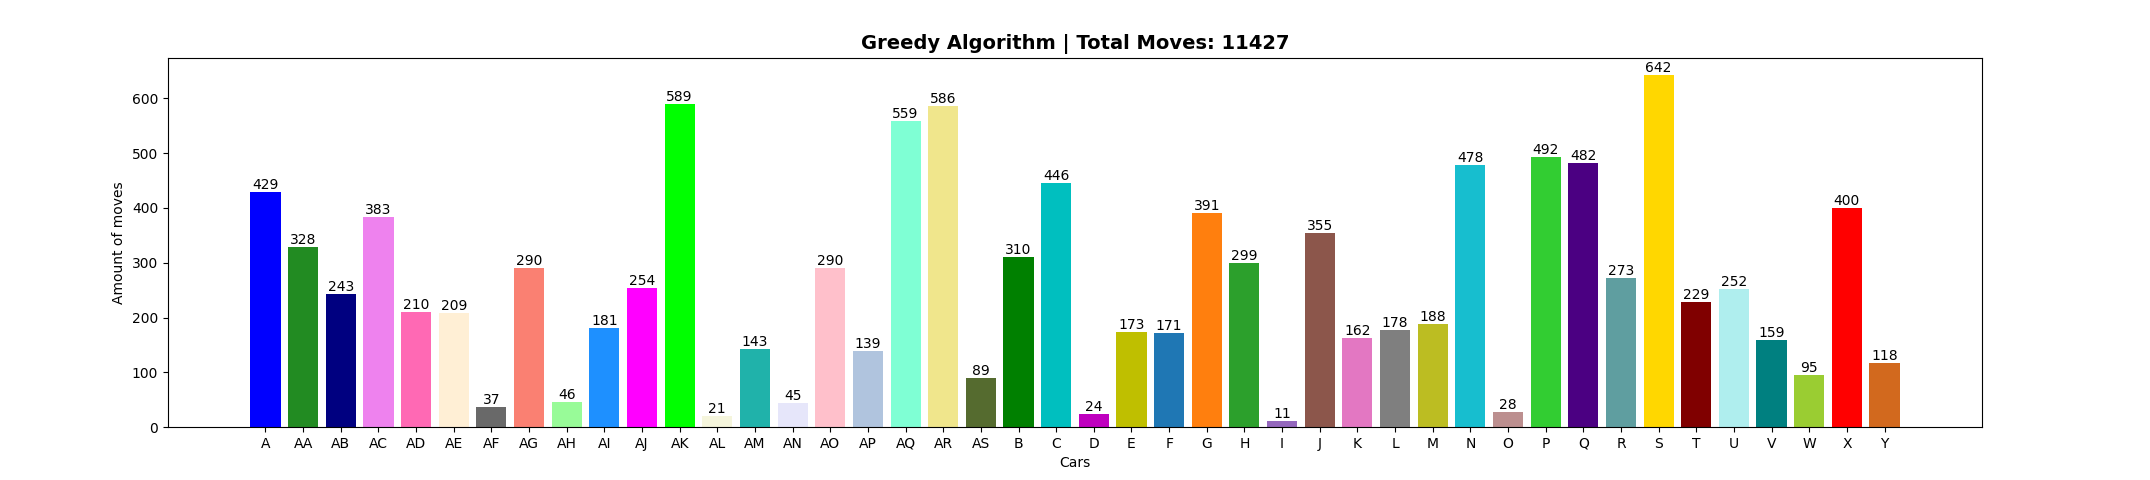 Greedy Algorithm | Total Moves: 11427
Amount of moves
600
500
400
300
200
100
0
429 328 243 383 210 209 37 290 46 181 254 589 21 143 45 290 139 559 586 89 310 446 24 173 171 391 299 11 355 162 178 188 478 28 492 482 273 642 229 252 159 95 400 118
A AA AB AC AD AE AF AG AH AI AJ AK AL AM AN AO AP AQ AR AS B C D E F G H I J K L M N O P Q R S T U V W X Y
Cars